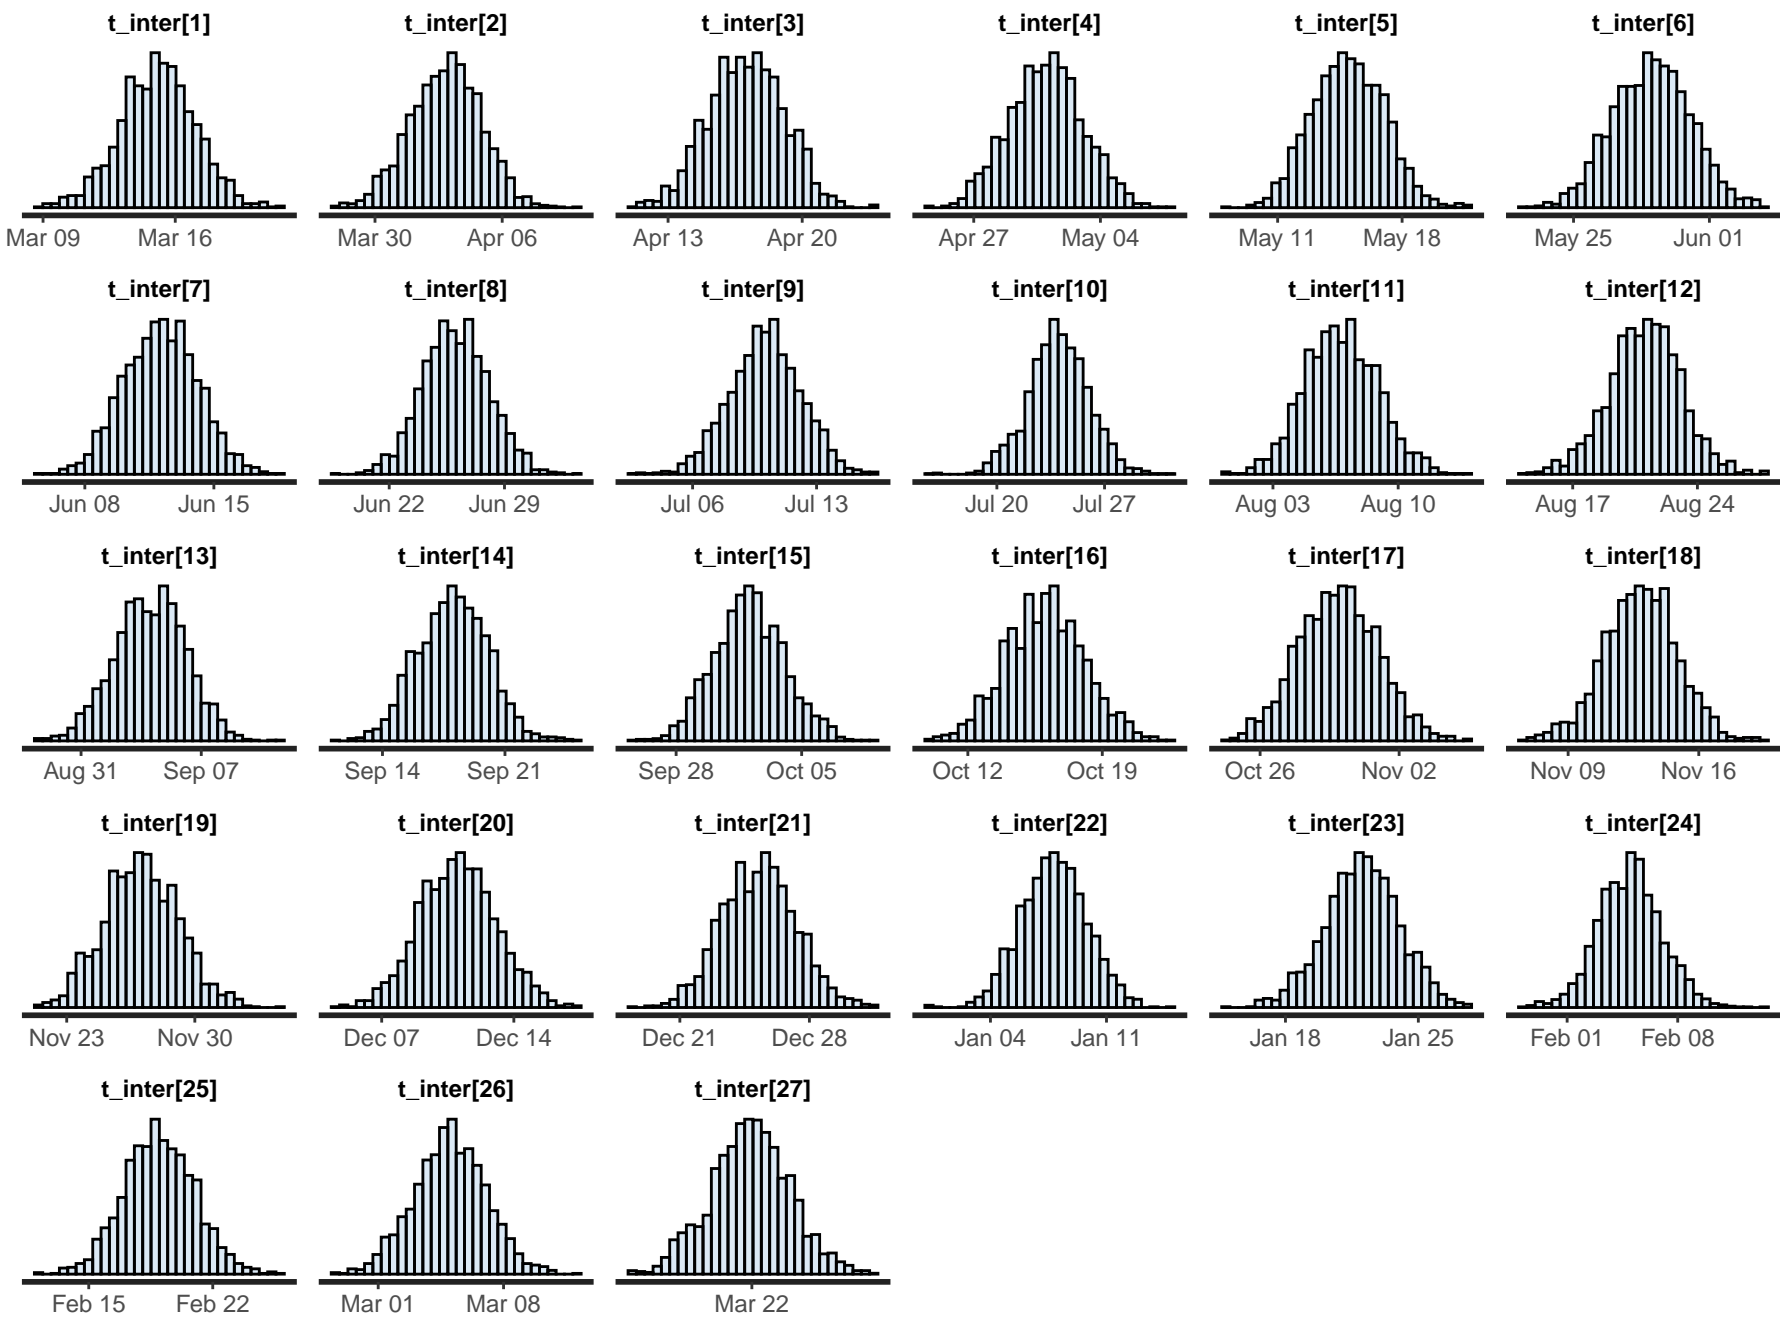 t_inter[1] t_inter[2] t_inter[3] t_inter[4] t_inter[5] t_inter[6]
Mar 09 Mar 16 Mar 30 Apr 06 Apr 13 Apr 20 Apr 27 May 04 May 11 May 18 May 25 Jun 01
t_inter[7] t_inter[8] t_inter[9] t_inter[10] t_inter[11] t_inter[12]
Jun 08 Jun 15 Jun 22 Jun 29 Jul 06 Jul 13 Jul 20 Jul 27 Aug 03 Aug 10 Aug 17 Aug 24
t_inter[13] t_inter[14] t_inter[15] t_inter[16] t_inter[17] t_inter[18]
Aug 31 Sep 07 Sep 14 Sep 21 Sep 28 Oct 05 Oct 12 Oct 19 Oct 26 Nov 02 Nov 09 Nov 16
t_inter[19] t_inter[20] t_inter[21] t_inter[22] t_inter[23] t_inter[24]
Nov 23 Nov 30 Dec 07 Dec 14 Dec 21 Dec 28 Jan 04 Jan 11 Jan 18 Jan 25 Feb 01 Feb 08
t_inter[25] t_inter[26] t_inter[27]
Feb 15 Feb 22 Mar 01 Mar 08 Mar 22